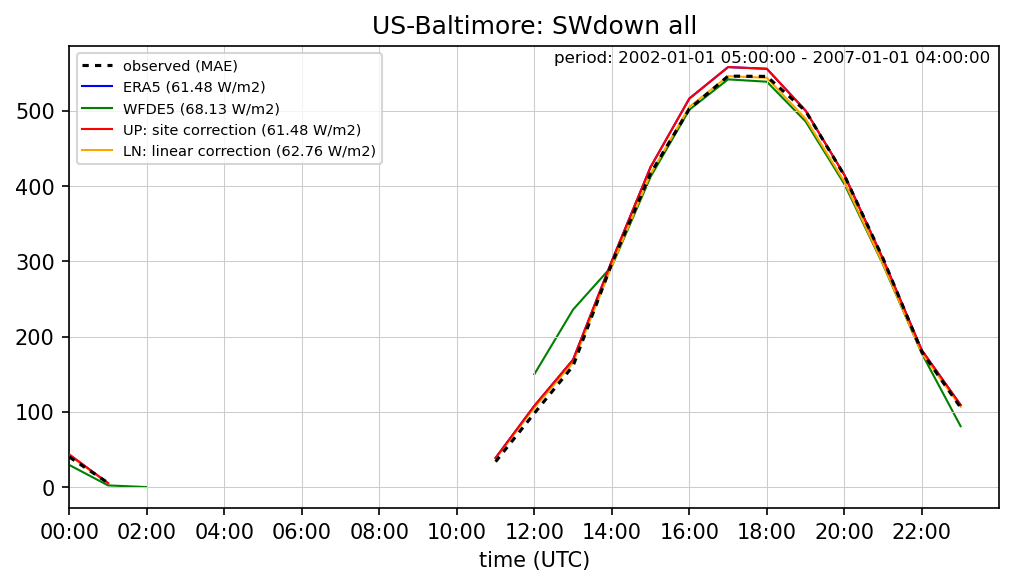 US-Baltimore: SWdown all
period: 2002-01-01 05:00:00 - 2007-01-01 04:00:00
observed (MAE)
ERA5 (61.48 W/m2)
WFDE5 (68.13 W/m2)
UP: site correction (61.48 W/m2)
LN: linear correction (62.76 W/m2)
500
400
300
200
100
0
00:00 02:00 04:00 06:00 08:00 10:00 12:00 14:00 16:00 18:00 20:00 22:00
time (UTC)